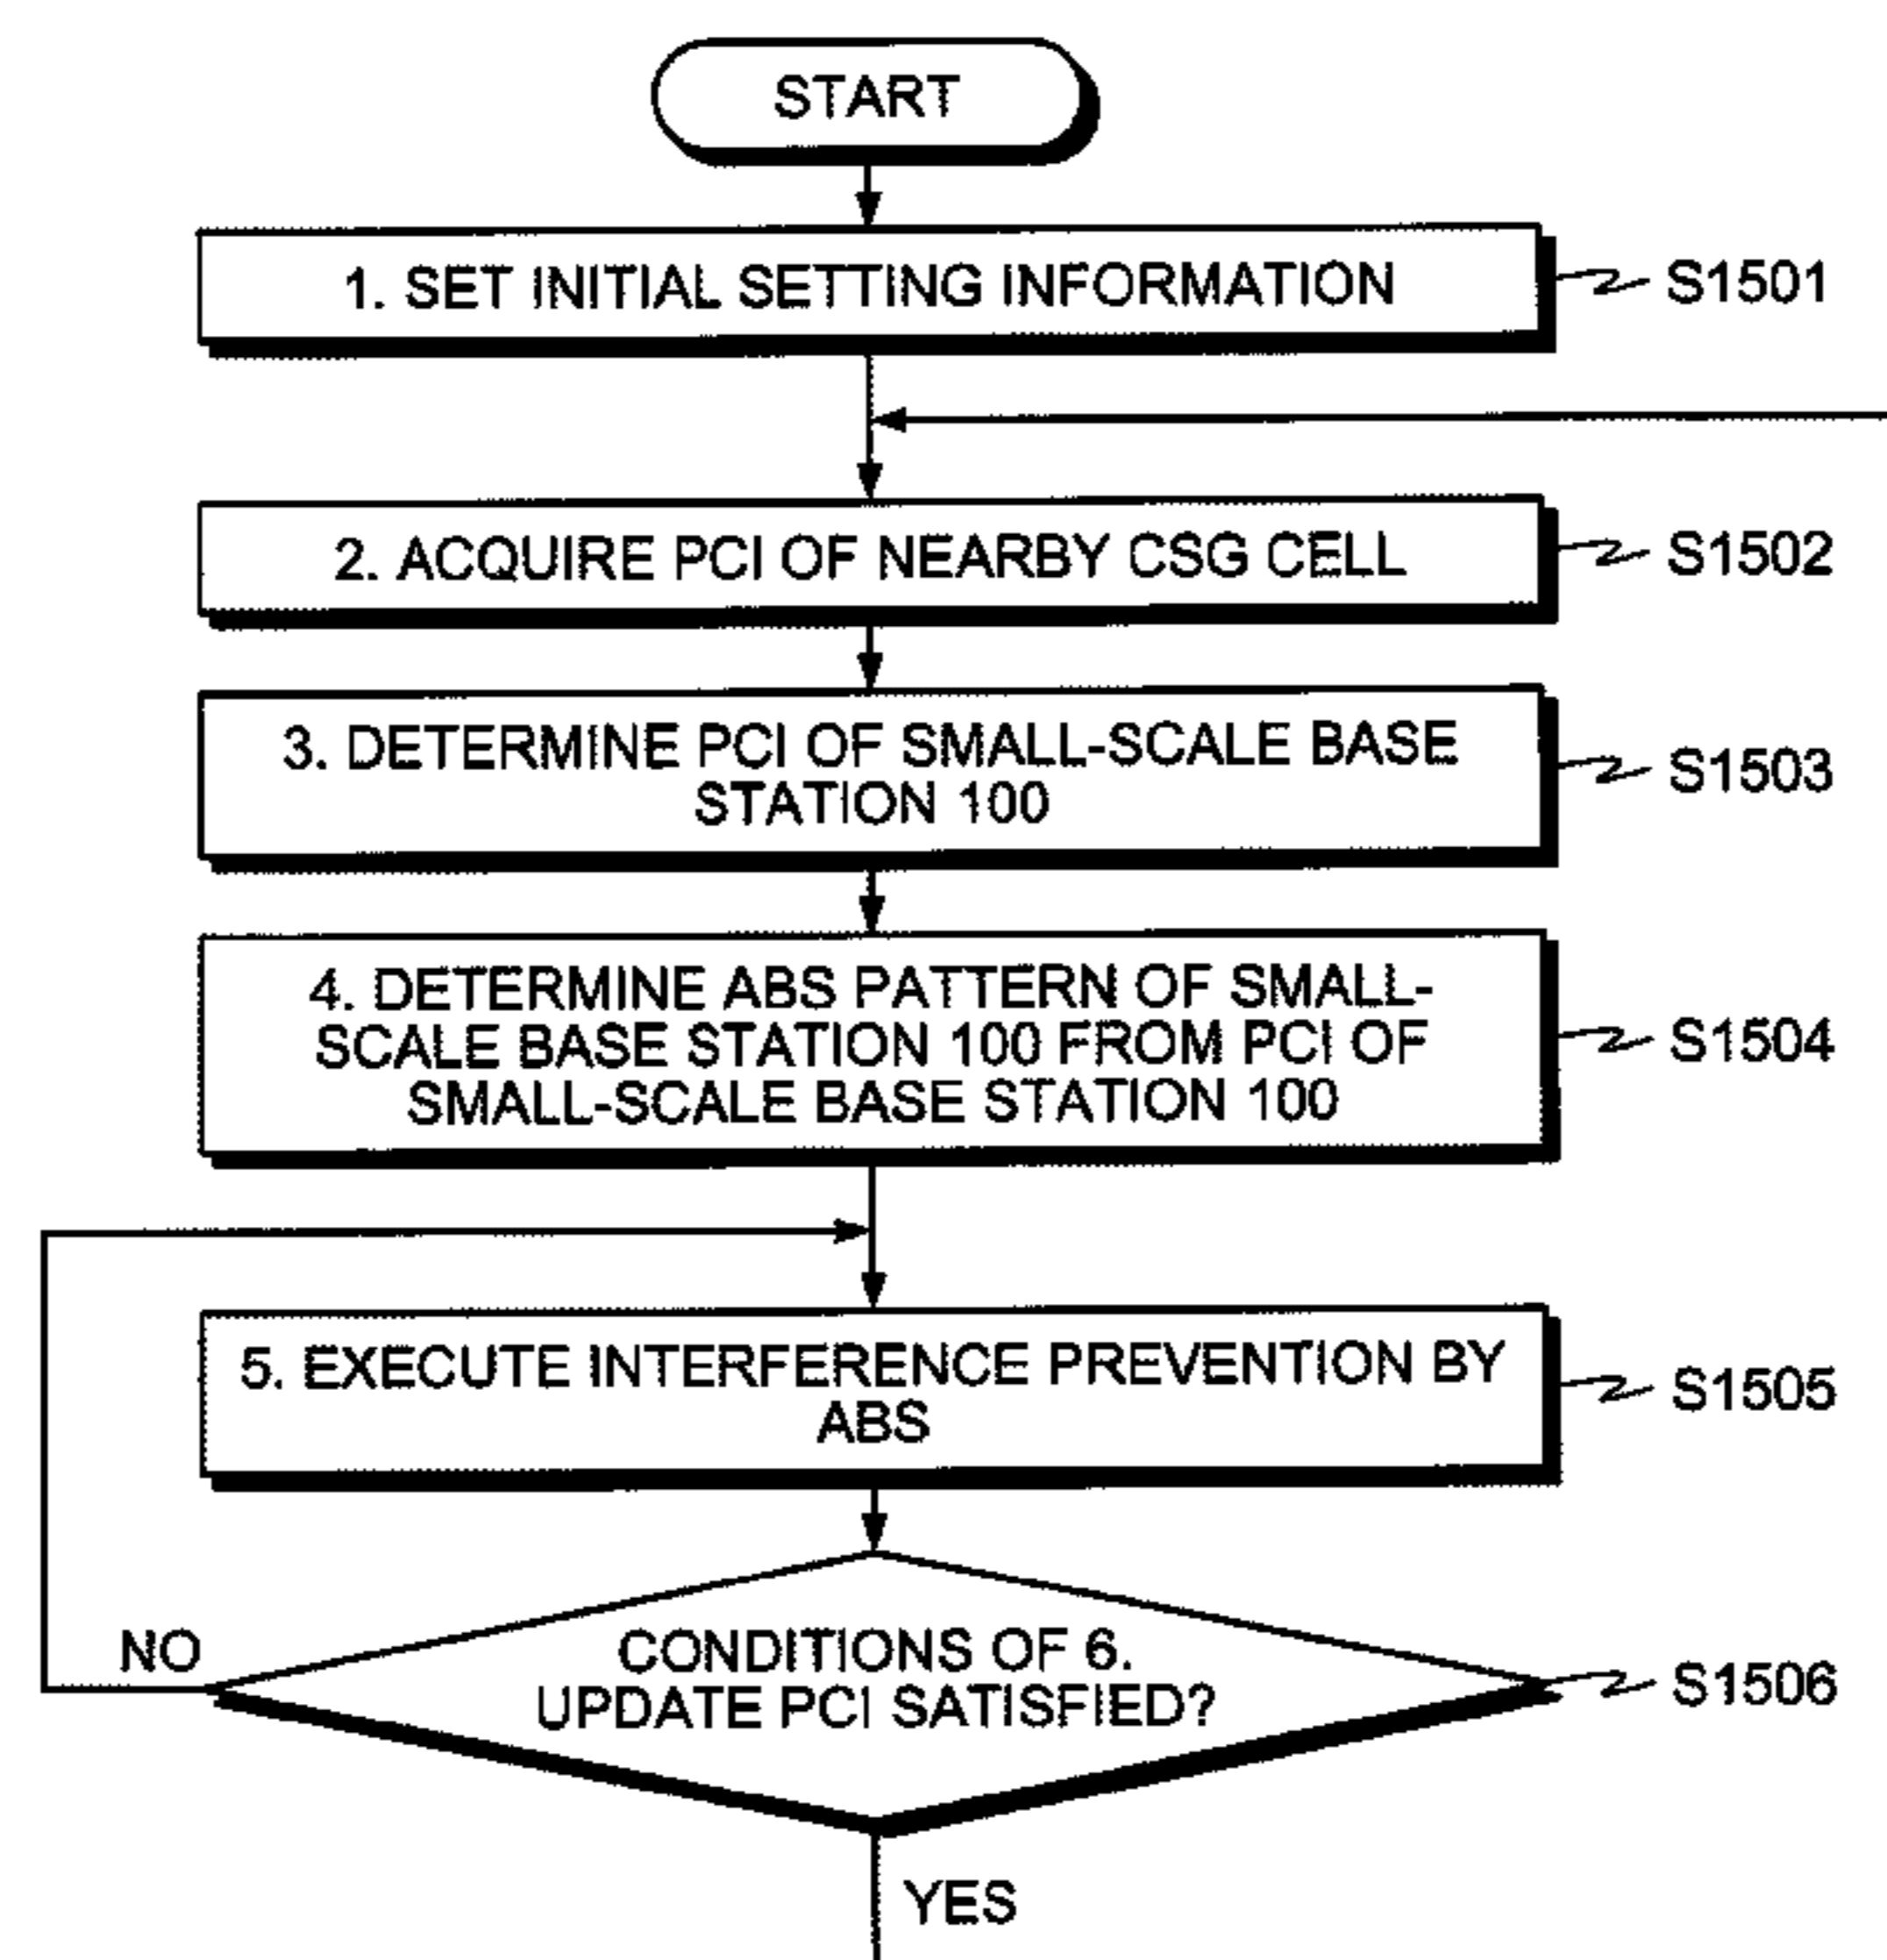 START
1. SET INITIAL SETTING INFORMATION
S1501
2. ACQUIRE PCI OF NEARBY CSG CELL
S1502
3. DETERMINE PCI OF SMALL-SCALE BASE
STATION 100
S1503
4. DETERMINE ABS PATTERN OF SMALL-
SCALE BASE STATION 100 FROM PCI OF
SMALL-SCALE BASE STATION 100
S1504
5. EXECUTE INTERFERENCE PREVENTION BY
ABS
S1505
NO
CONDITIONS OF 6.
UPDATE PCI SATISFIED?
S1506
YES